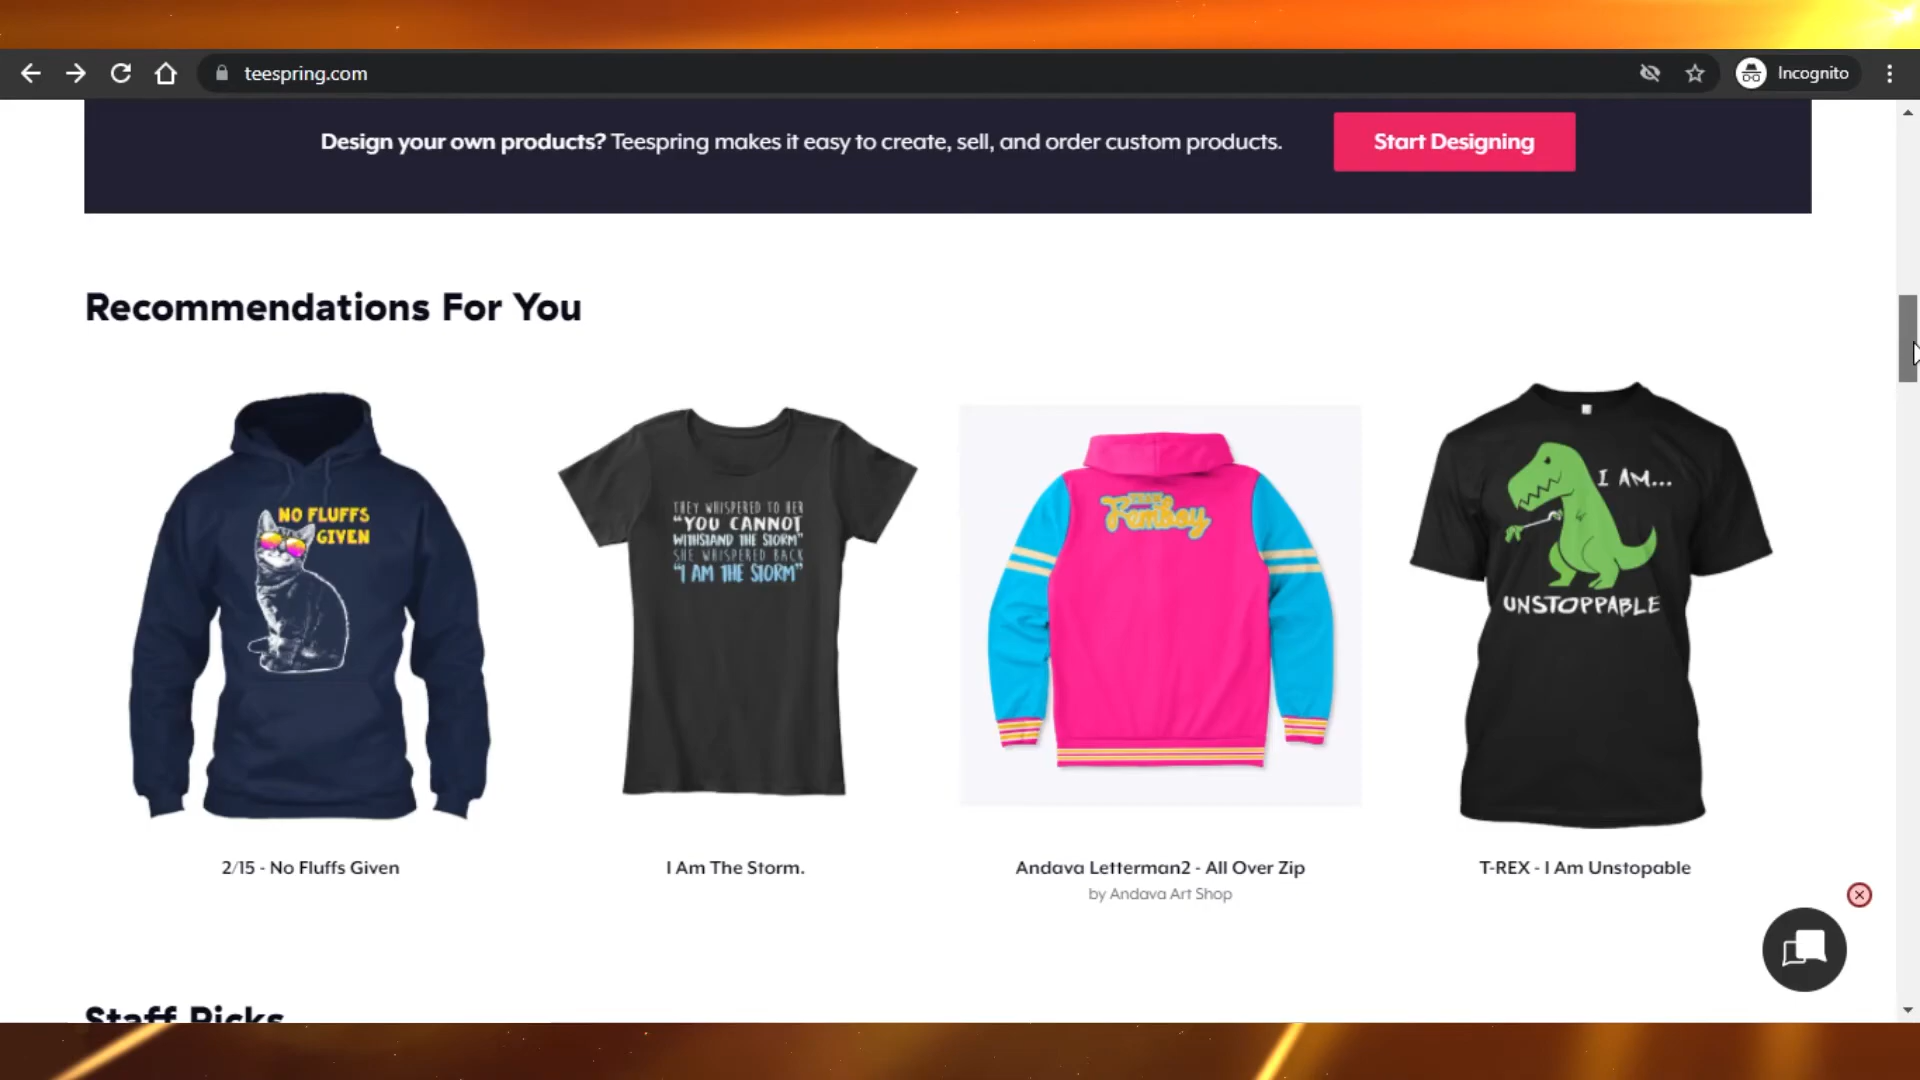 teespring.com
Incognito
Design your own products? Teespring makes it easy to create, sell, and order custom products.
Start Designing
Recommendations For You
NO FLUFFS
GIVEN
THEY WHISPERED TO HER
"YOU CANNOT
WITHSTAND THE STORM"
SHE WHISPERED BACK
"I AM THE STORM"
Femboy
I AM...
UNSTOPPABLE
2/15 - No Fluffs Given
I Am The Storm.
Andava Letterman2 - All Over Zip
T-REX - I Am Unstopable
by Andava Art Shop
Staff Picks